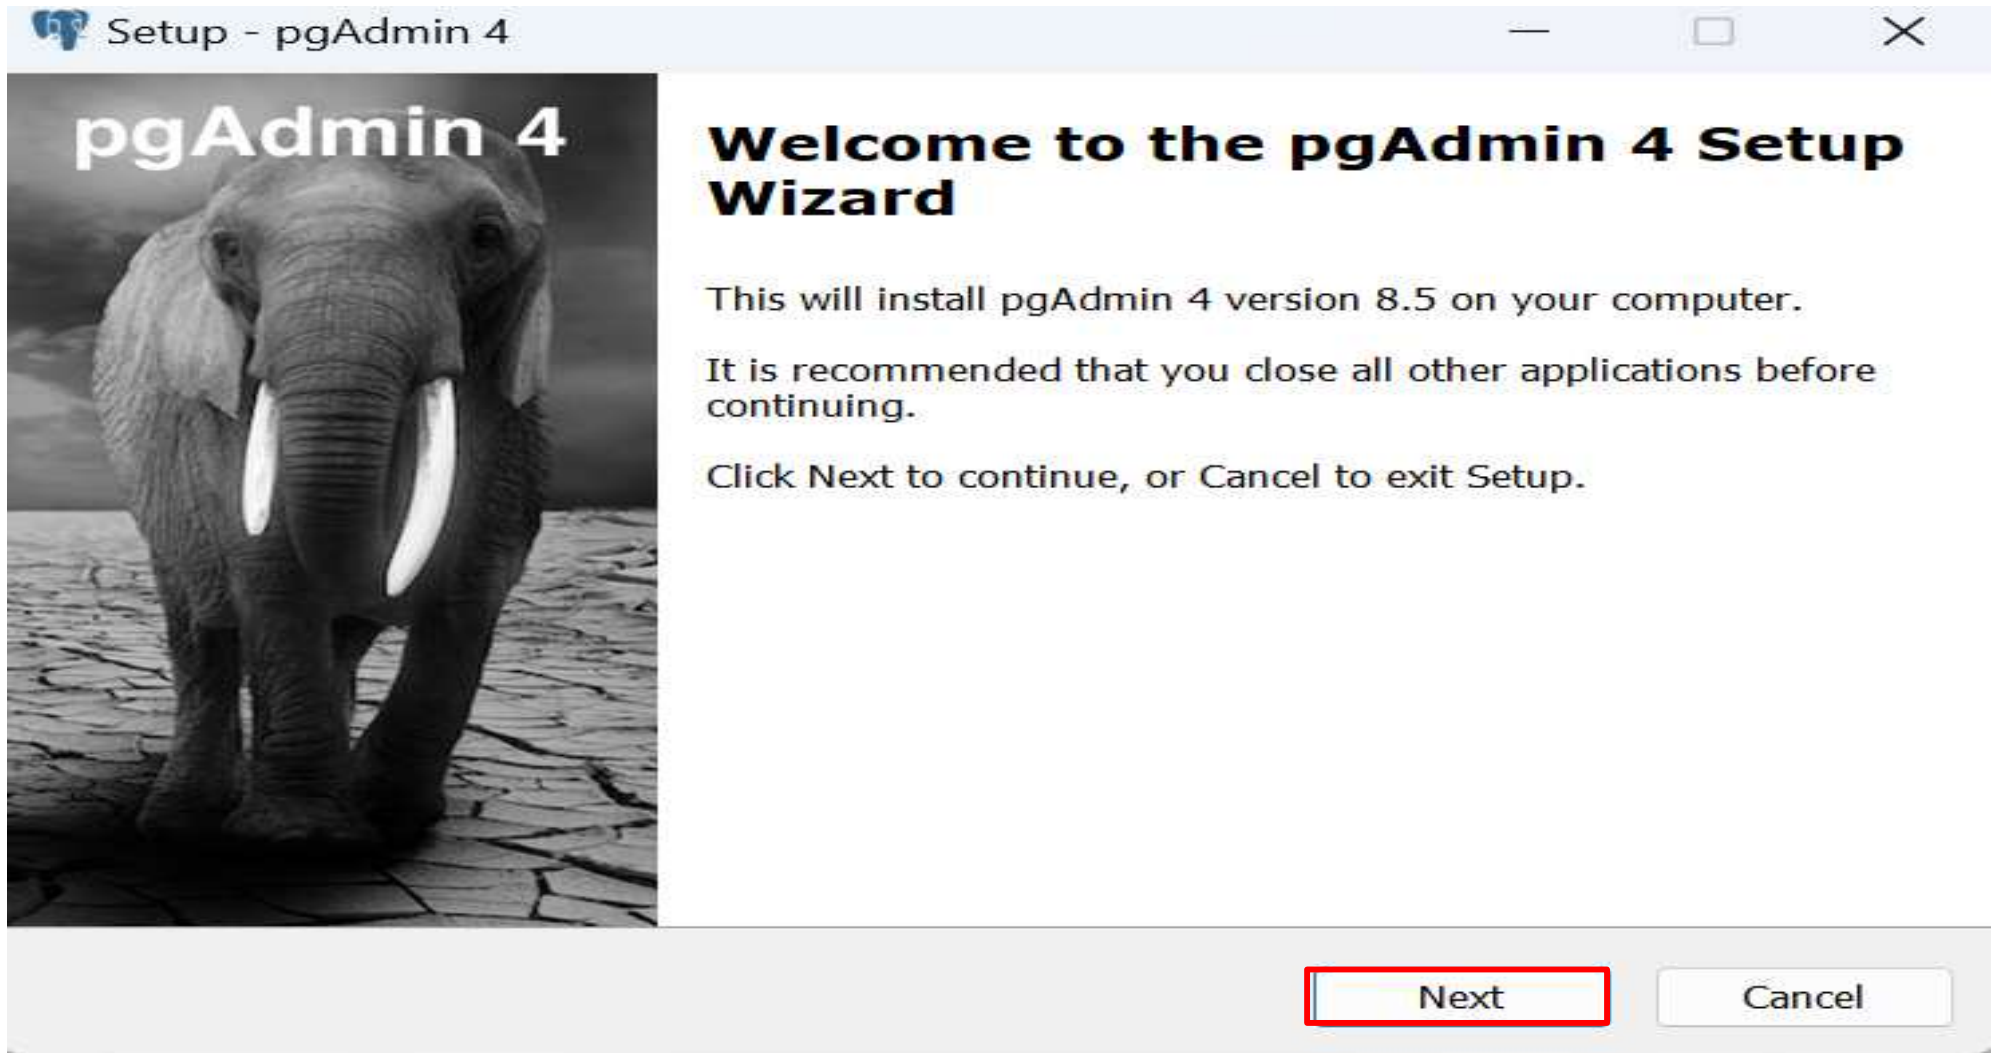 Setup - pgAdmin 4
pgAdmin 4
Welcome to the pgAdmin 4 Setup
Wizard
This will install pgAdmin 4 version 8.5 on your computer.
It is recommended that you close all other applications before
continuing.
Click Next to continue, or Cancel to exit Setup.
Next
Cancel